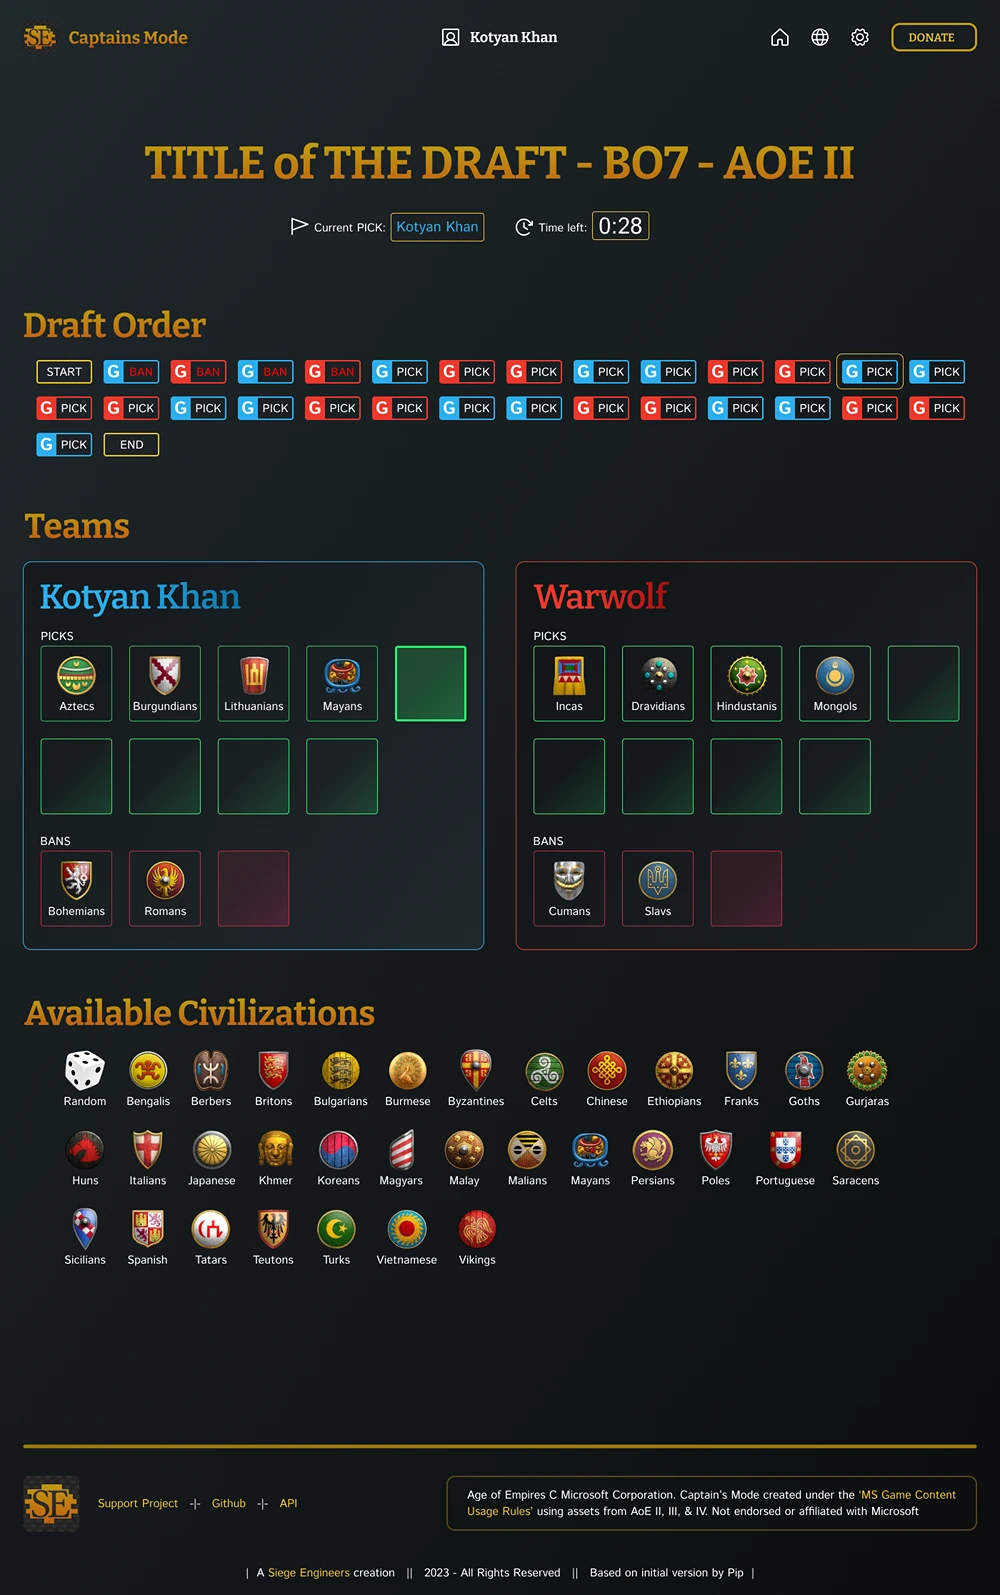 SE Captains Mode Kotyan Khan DONATE
TITLE of THE DRAFT - BO7 - AOE II
Current PICK: Kotyan Khan Time left: 0:28
Draft Order
START G BAN G BAN G BAN G BAN G PICK G PICK G PICK G PICK G PICK G PICK G PICK G PICK G PICK
G PICK G PICK G PICK G PICK G PICK G PICK G PICK G PICK G PICK G PICK G PICK G PICK G PICK G PICK
G PICK END
Teams
Kotyan Khan
PICKS
Aztecs Burgundians Lithuanians Mayans
BANS
Bohemians Romans
Warwolf
PICKS
Incas Dravidians Hindustanis Mongols
BANS
Cumans Slavs
Available Civilizations
Random Bengalis Berbers Britons Bulgarians Burmese Byzantines Celts Chinese Ethiopians Franks Goths Gurjaras
Huns Italians Japanese Khmer Koreans Magyars Malay Malians Mayans Persians Poles Portuguese Saracens
Sicilians Spanish Tatars Teutons Turks Vietnamese Vikings
SE Support Project -|- Github -|- API
Age of Empires C Microsoft Corporation. Captain's Mode created under the 'MS Game Content
Usage Rules' using assets from AoE II, III, & IV. Not endorsed or affiliated with Microsoft
| A Siege Engineers creation || 2023 - All Rights Reserved || Based on initial version by Pip |